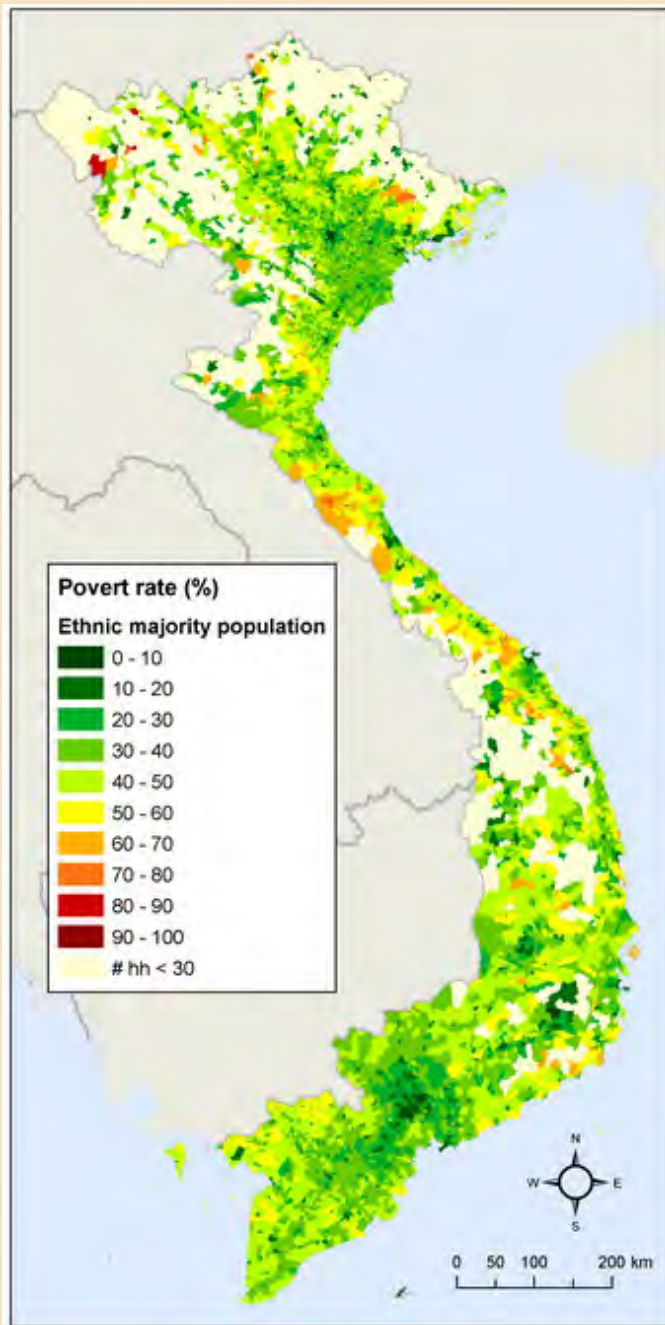 Povert rate (%)
Ethnic majority population
0 - 10
10 - 20
20 - 30
30 - 40
40 - 50
50 - 60
60 - 70
70 - 80
80 - 90
90 - 100
# hh < 30
N
W E
S
0 50 100 200 km